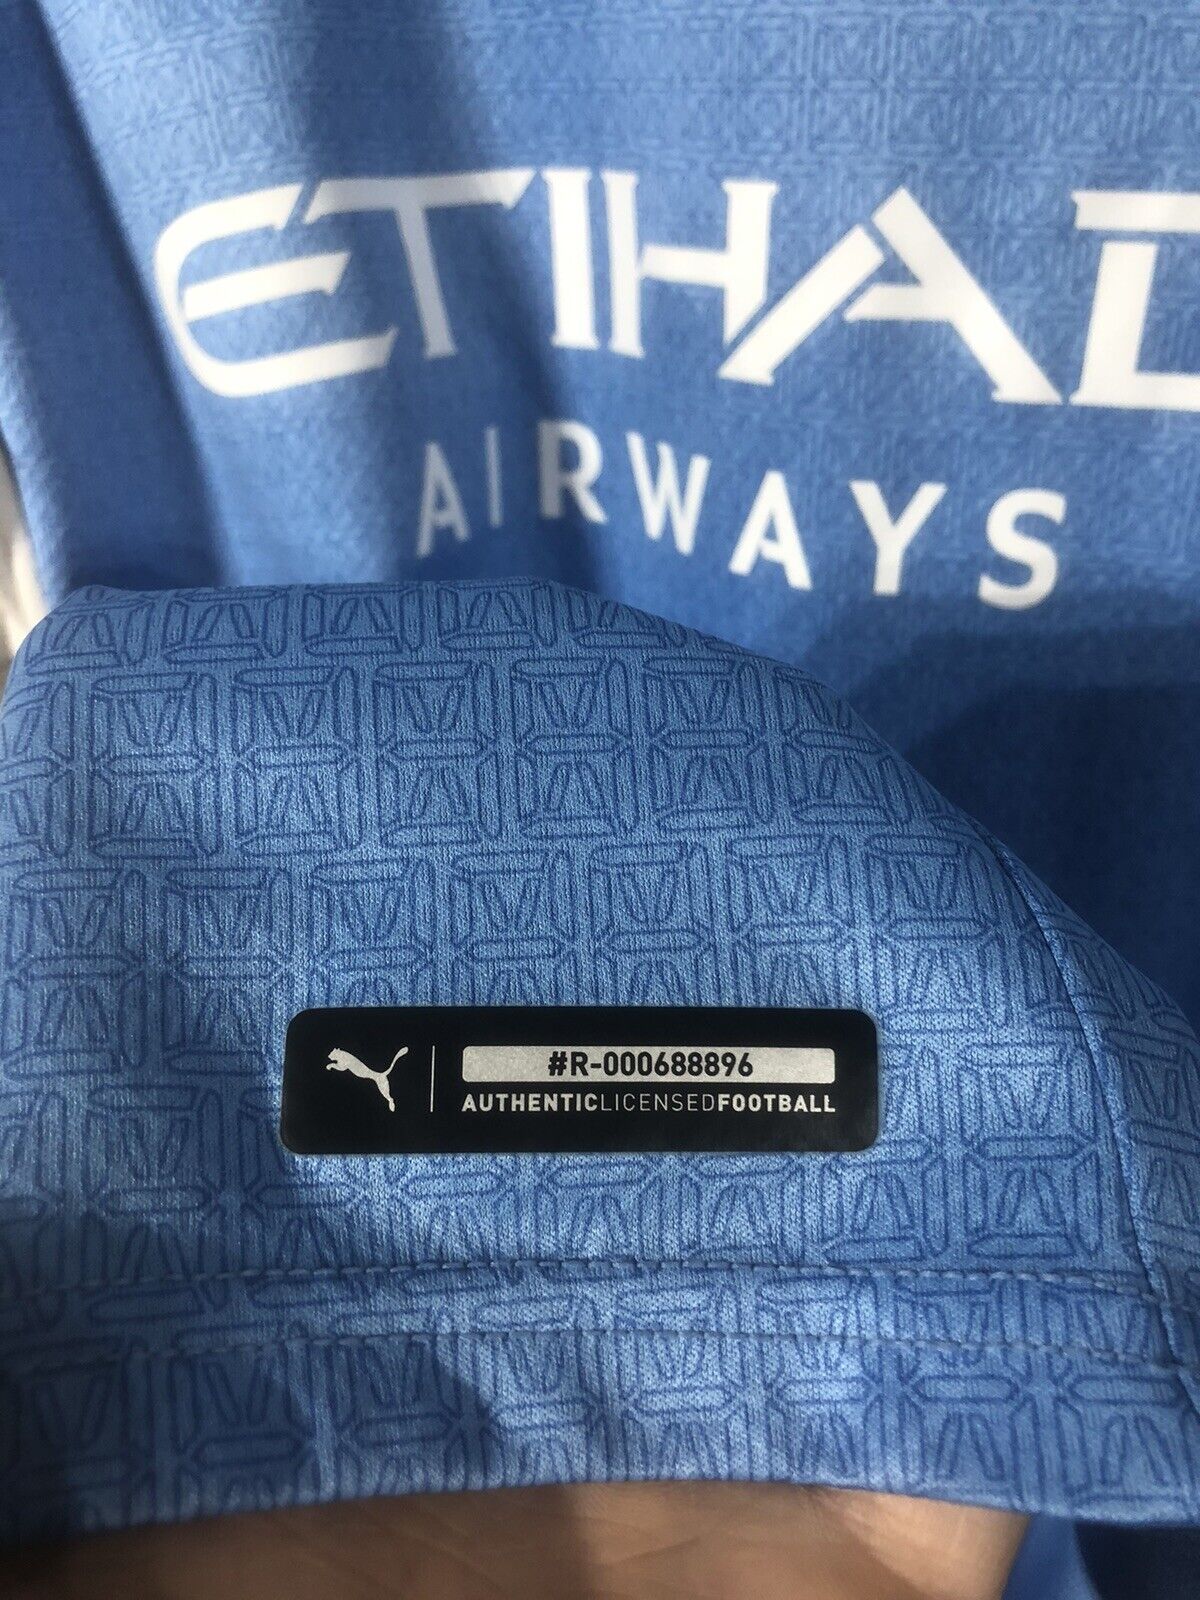 ETIHAD
AIRWAYS
#R-000688896
AUTHENTICLICENSEDFOOTBALL